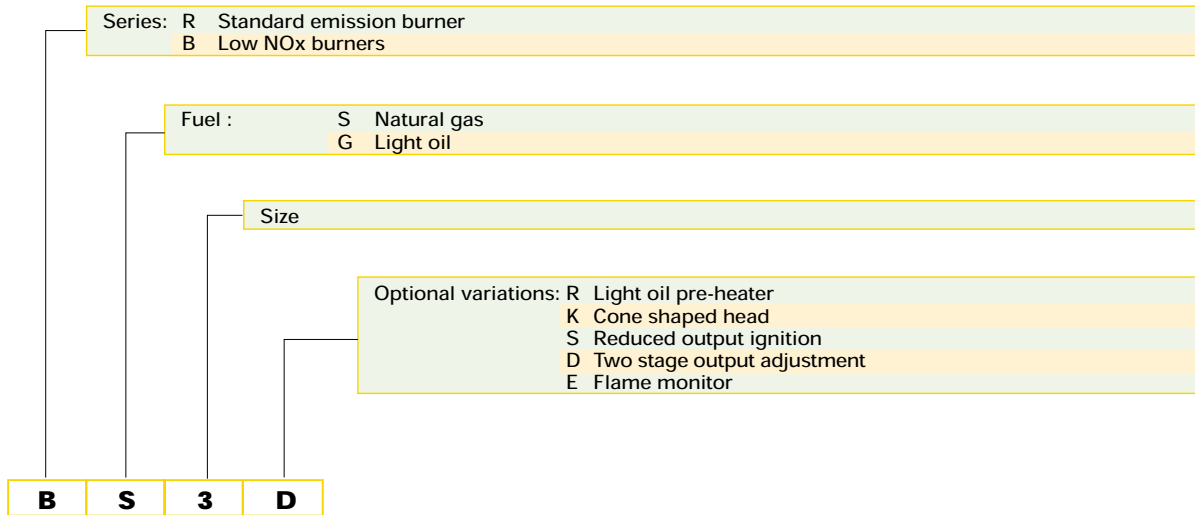 Series: R Standard emission burner
B Low NOx burners
Fuel : S Natural gas
G Light oil
Size
Optional variations: R Light oil pre-heater
K Cone shaped head
S Reduced output ignition
D Two stage output adjustment
E Flame monitor
B S 3 D